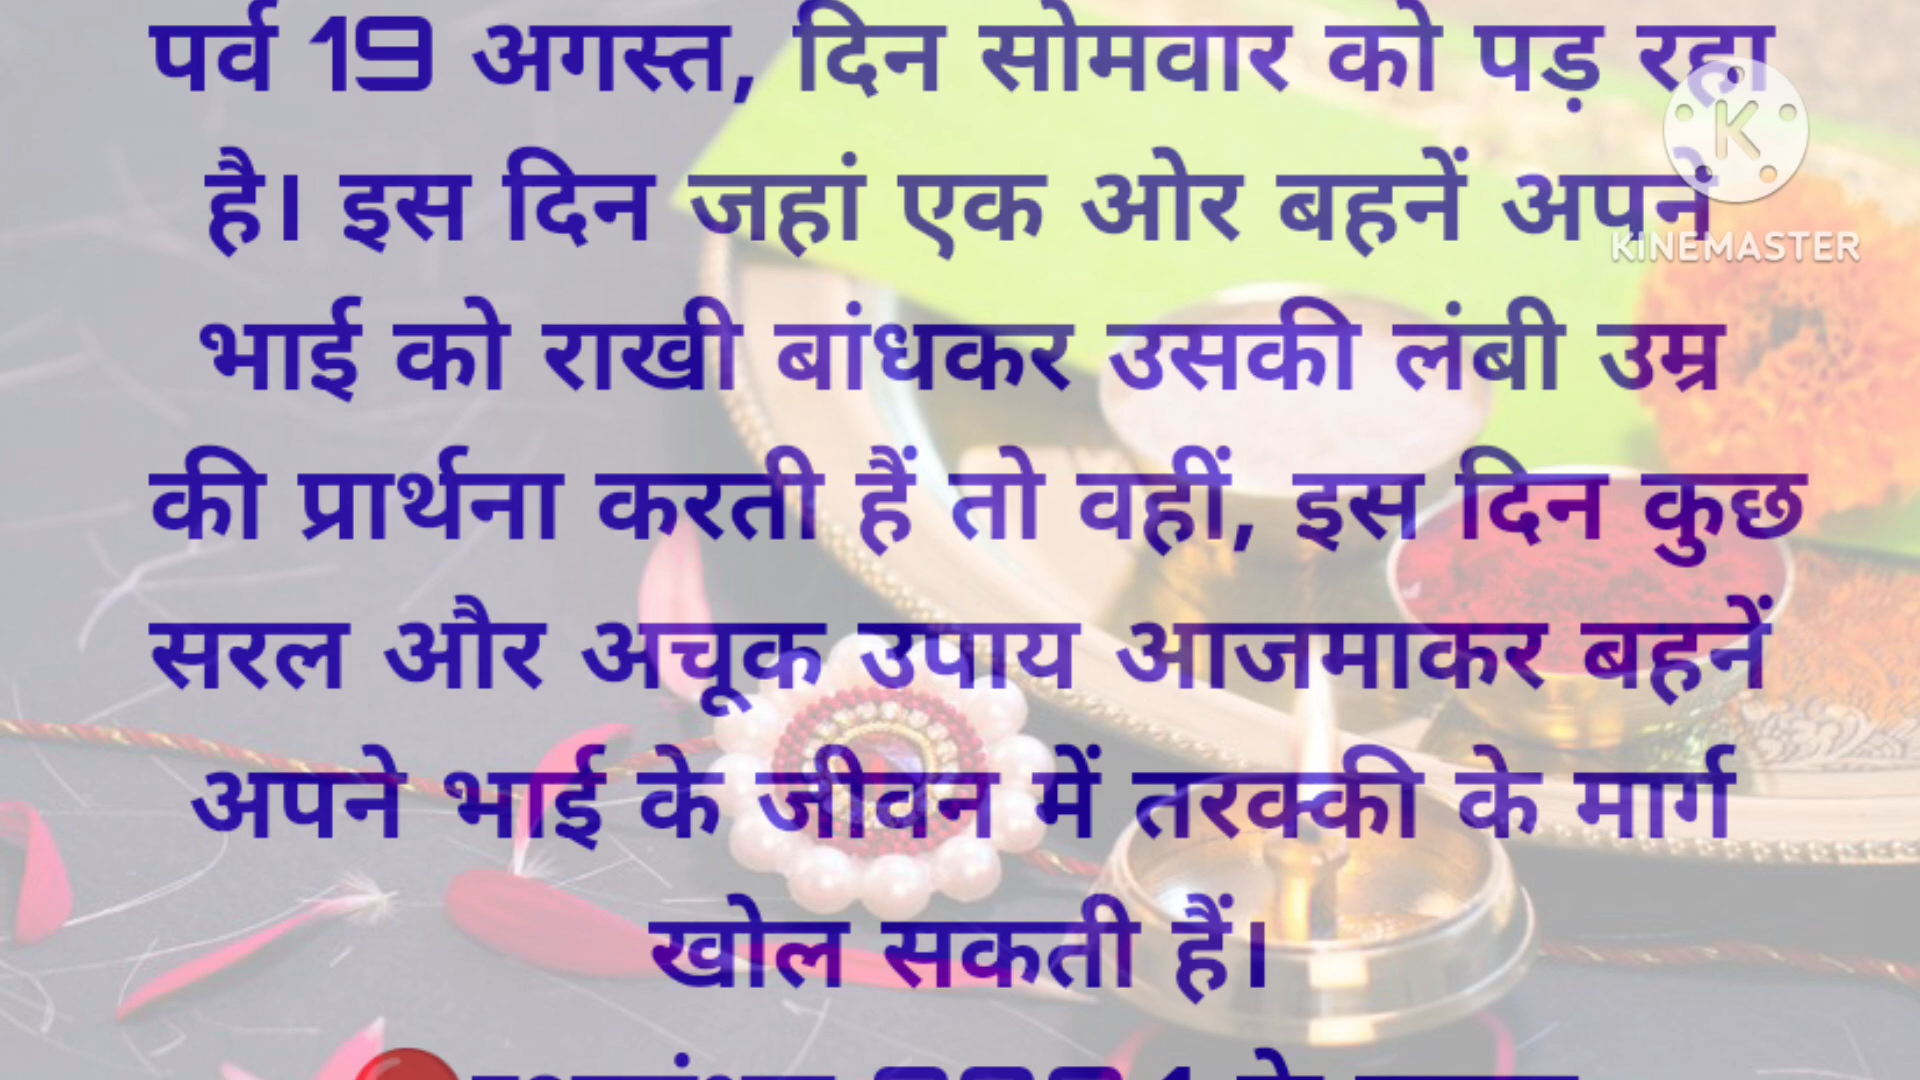 पर्व 19 अगस्त, दिन सोमवार को पड़ रहा
है। इस दिन जहां एक ओर बहनें अपने
KINEMASTER
भाई को राखी बांधकर उसकी लंबी उम्र
की प्रार्थना करती हैं तो वहीं, इस दिन कुछ
सरल और अचूक उपाय आजमाकर बहनें
अपने भाई के जीवन में तरक्की के मार्ग
खोल सकती हैं।